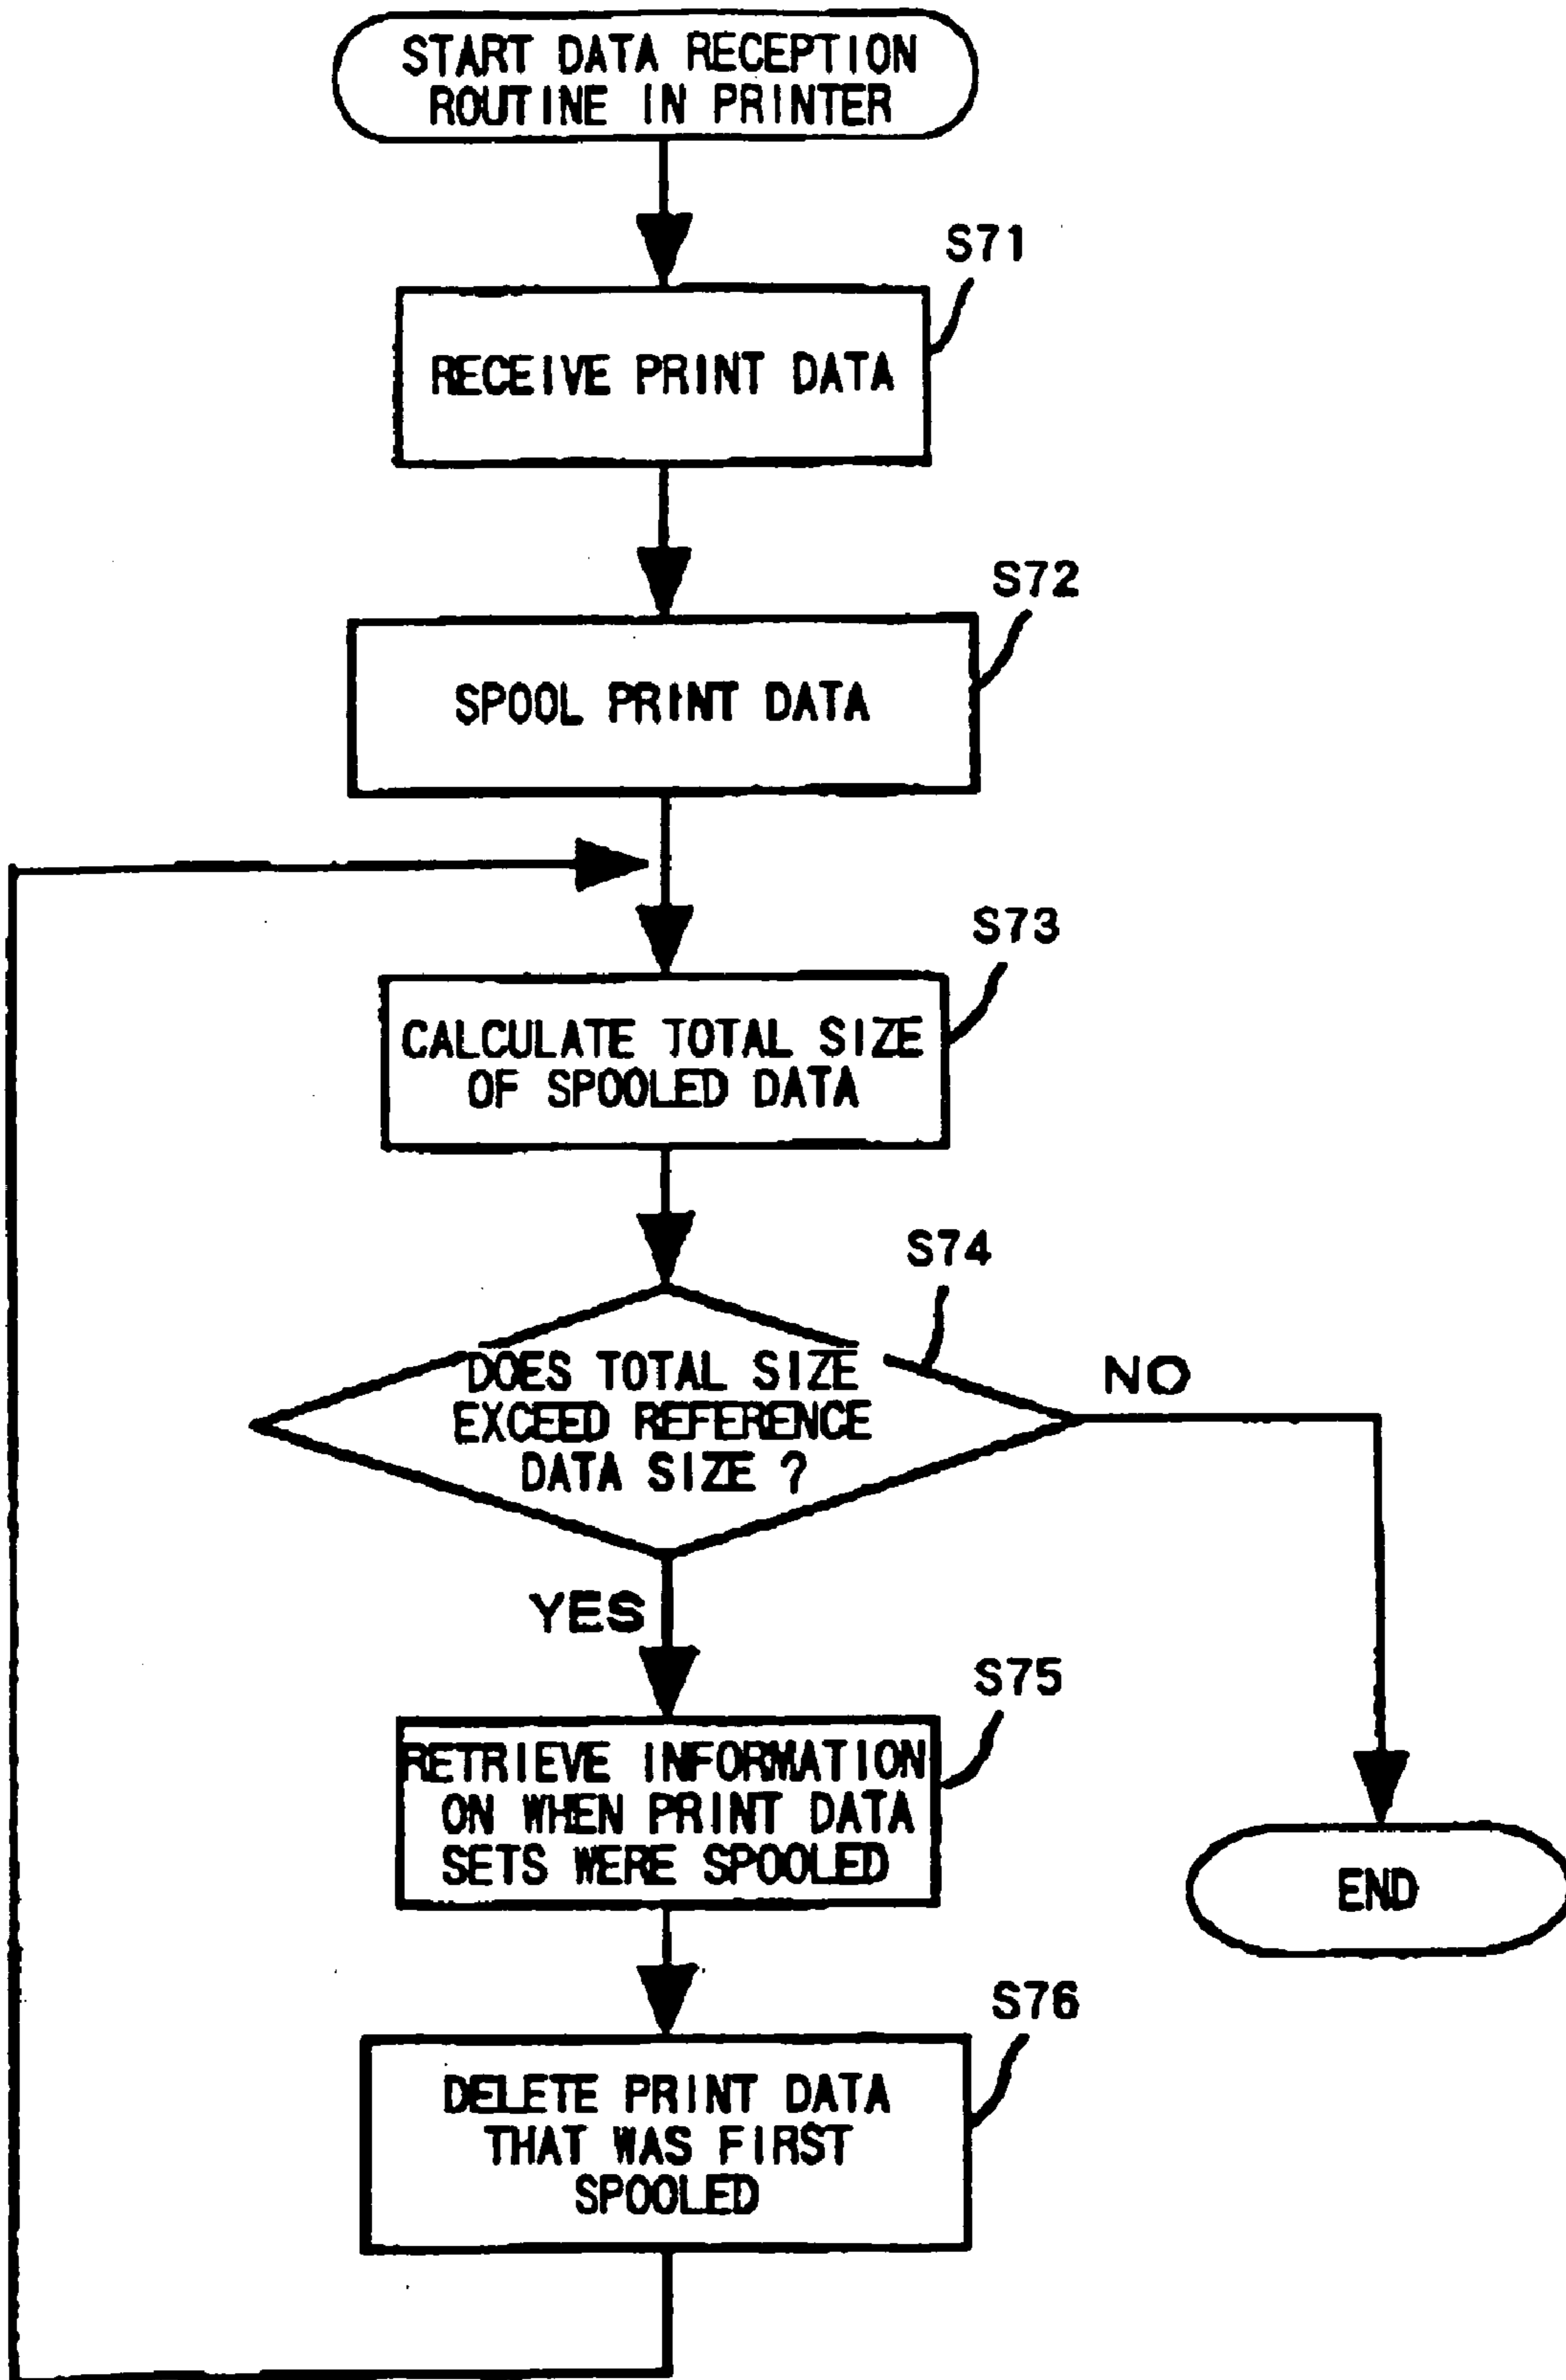 START DATA RECEPTION
ROUTINE IN PRINTER
S71
RECEIVE PRINT DATA
S72
SPOOL PRINT DATA
S73
CALCULATE TOTAL SIZE
OF SPOOLED DATA
S74
DOES TOTAL SIZE
EXCEED REFERENCE
DATA SIZE ?
NO
YES
S75
RETRIEVE INFORMATION
ON WHEN PRINT DATA
SETS WERE SPOOLED
END
S76
DELETE PRINT DATA
THAT WAS FIRST
SPOOLED